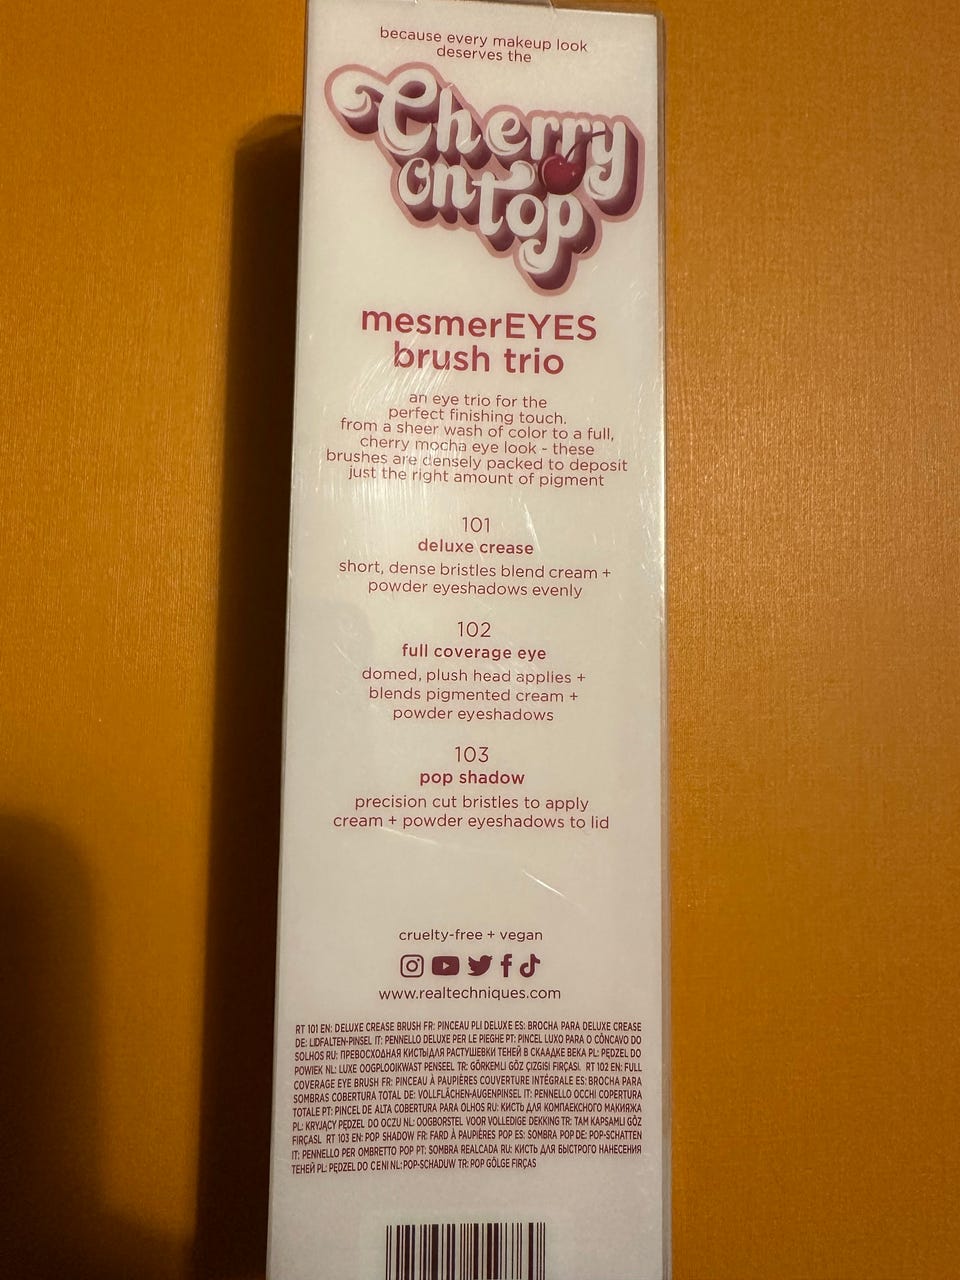 because every makeup look
deserves the
Cherry
on top
mesmerEYES
brush trio
an eye trio for the
perfect finishing touch.
from a sheer wash of color to a full,
cherry mocha eye look - these
brushes are densely packed to deposit
just the right amount of pigment
101
deluxe crease
short, dense bristles blend cream +
powder eyeshadows evenly
102
full coverage eye
domed, plush head applies +
blends pigmented cream +
powder eyeshadows
103
pop shadow
precision cut bristles to apply
cream + powder eyeshadows to lid
cruelty-free + vegan
www.realtechniques.com
RT 101 EN: DELUXE CREASE BRUSH FR: PINCEAU PLI DELUXE ES: BROCHA PARA DELUXE CREASE
DE: LIDFALTEN-PINSEL IT: PENNELLO DELUXE PER LE PIEGHE PT: PINCEL LUXO PARA O CÔNCAVO DO
SOLHOS RU: ПРЕВОСХОДНАЯ КИСТЬДЛЯ РАСТУШЕВКИ ТЕНЕЙ В СКААДКЕ ВЕКА PL: PĘDZEL DO
POWIEK NL: LUXE OOGPLOOIKWAST PENSEEL TR: GÖRKEMLİ GÖZ ÇIZGISI FIRÇASI. RT 102 EN: FULL
COVERAGE EYE BRUSH FR: PINCEAU À PAUPIÈRES COUVERTURE INTÉGRALE ES: BROCHA PARA
SOMBRAS COBERTURA TOTAL DE: VOLLFLÄCHEN-AUGENPINSEL IT: PENNELLO OCCHI COPERTURA
TOTALE PT: PINCEL DE ALTA COBERTURA PARA OLHOS RU: КИСТЬ ДЛЯ КОМПАЕКСНОГО МАКИЯЖА
PL: KRYJĄCY PĘDZEL DO OCZU NL: OOGBORSTEL VOOR VOLLEDIGE DEKKING TR: TAM KAPSAMLI GÖZ
FIRÇASI. RT 103 EN: POP SHADOW FR: FARD À PAUPIÈRES POP ES: SOMBRA POP DE: POP-SCHATTEN
IT: PENNELLO PER OMBRETTO POP PT: SOMBRA REALCADA RU: КИСТЬ ДЛЯ БЫСТРОГО НАНЕСЕНИЯ
ТЕНЕЙ PL: PĘDZEL DO CENI NL: POP-SCHADUW TR: POP GÖLGE FIRÇAS